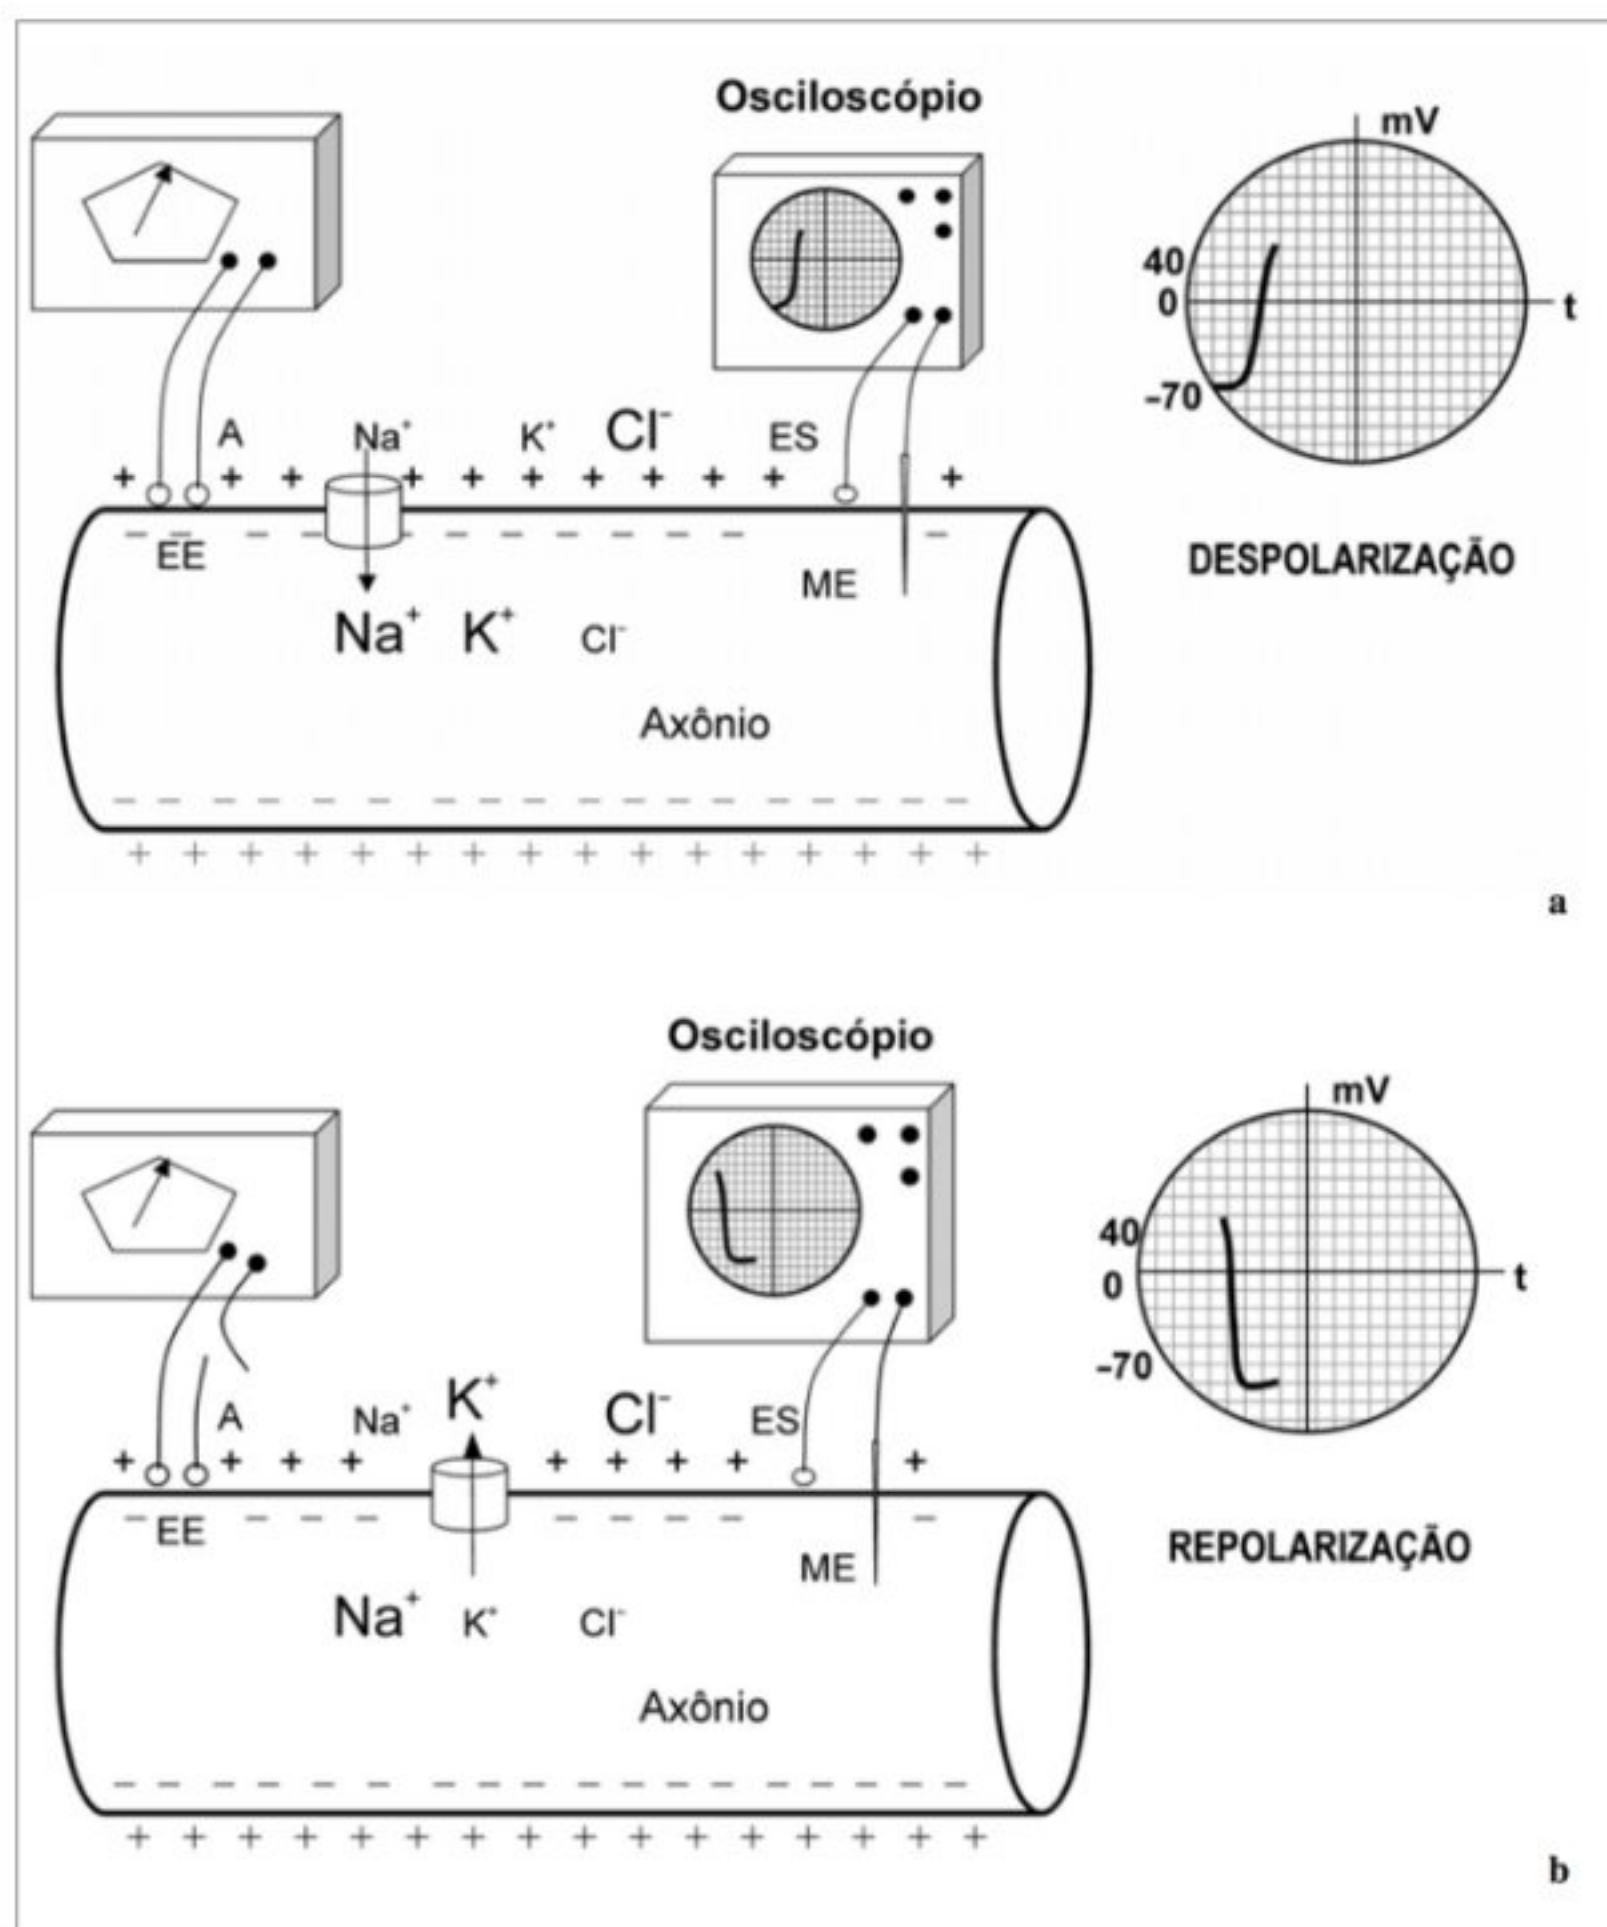 Osciloscópio
mV
40
0
t
-70
A
Na⁺
K⁺
Cl⁻
ES
+ + + + + + + + + + +
− − − − − − − − − −
EE
ME
DESPOLARIZAÇÃO
Na⁺ K⁺ Cl⁻
Axônio
− − − − − − − − − − − − − − − − − −
+ + + + + + + + + + + + + + + +
a
Osciloscópio
mV
40
0
t
-70
K⁺
A
Na⁺
Cl⁻
ES
+ + + + + + + + +
− − − − − − − − −
EE
ME
REPOLARIZAÇÃO
Na⁺ K⁺ Cl⁻
Axônio
− − − − − − − − − − − − − − − − − −
+ + + + + + + + + + + + + + + +
b